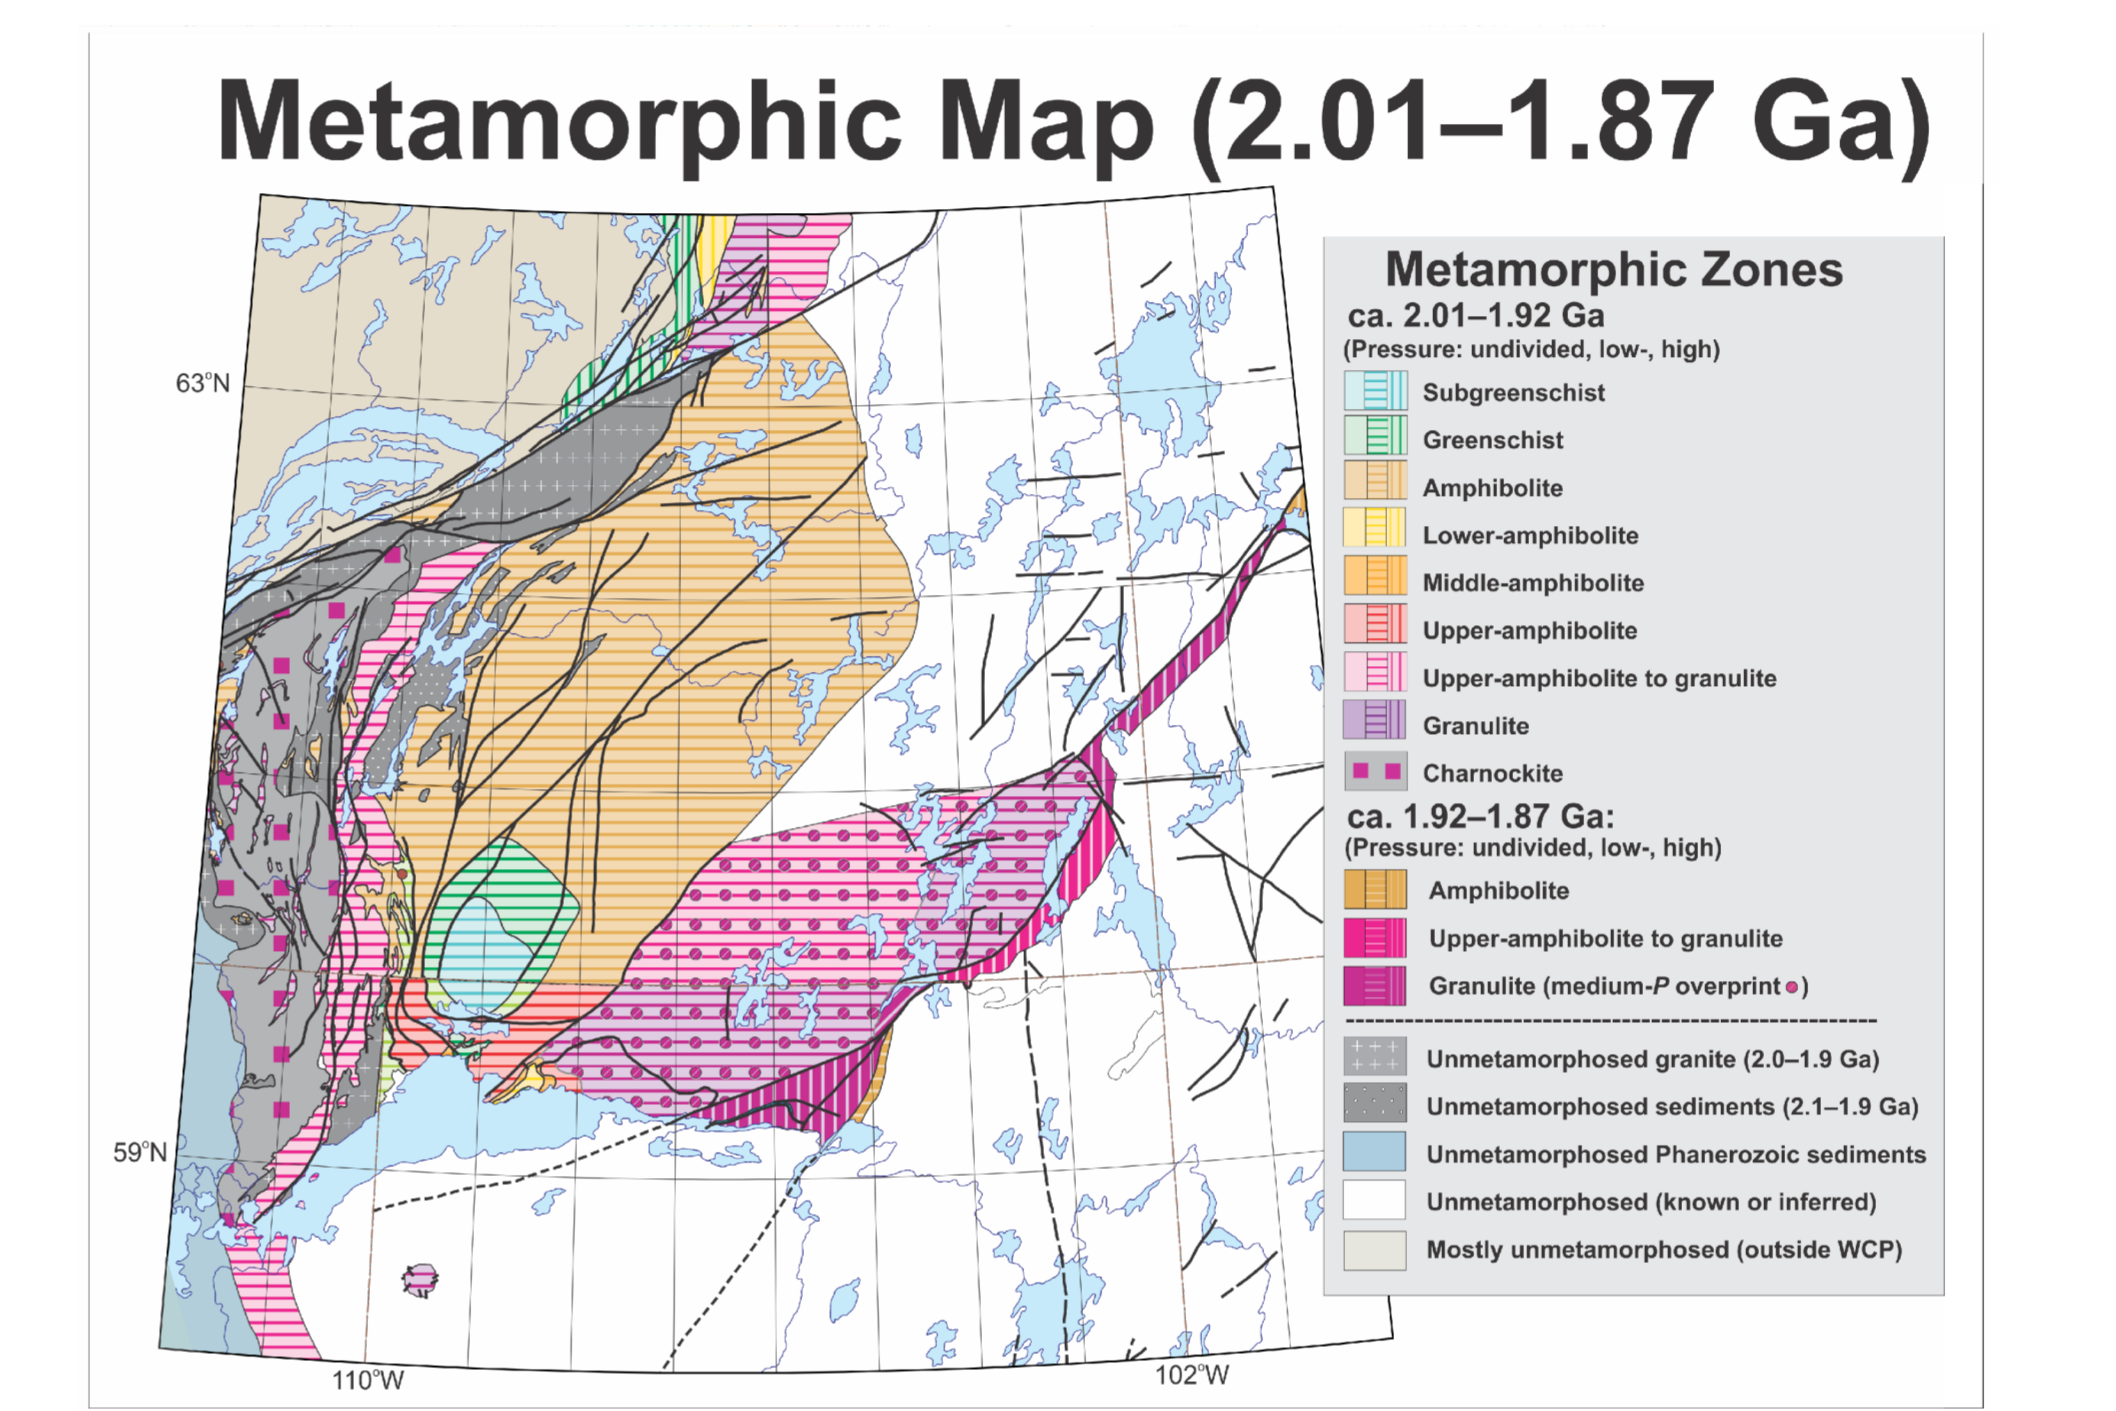 Metamorphic Map (2.01–1.87 Ga)
63°N
59°N
110°W
102°W
Metamorphic Zones
ca. 2.01–1.92 Ga
(Pressure: undivided, low-, high)
Subgreenschist
Greenschist
Amphibolite
Lower-amphibolite
Middle-amphibolite
Upper-amphibolite
Upper-amphibolite to granulite
Granulite
Charnockite
ca. 1.92–1.87 Ga:
(Pressure: undivided, low-, high)
Amphibolite
Upper-amphibolite to granulite
Granulite (medium-P overprint)
Unmetamorphosed granite (2.0–1.9 Ga)
Unmetamorphosed sediments (2.1–1.9 Ga)
Unmetamorphosed Phanerozoic sediments
Unmetamorphosed (known or inferred)
Mostly unmetamorphosed (outside WCP)